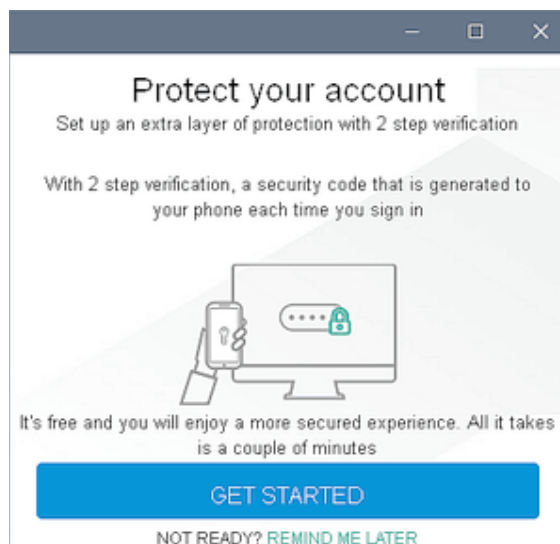 Protect your account
Set up an extra layer of protection with 2 step verification
With 2 step verification, a security code that is generated to
your phone each time you sign in
It's free and you will enjoy a more secured experience. All it takes
is a couple of minutes
GET STARTED
NOT READY? REMIND ME LATER